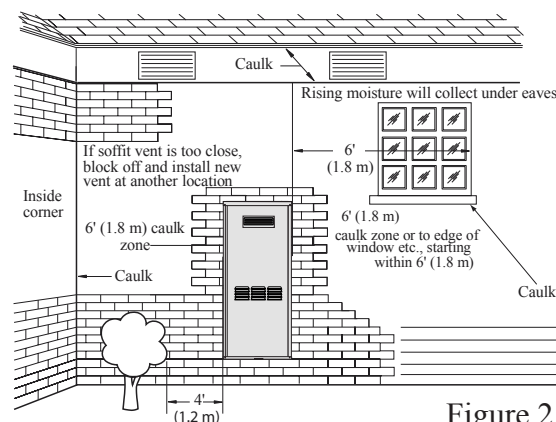 Caulk
Rising moisture will collect under eaves
If soffit vent is too close,
block off and install new
vent at another location
6'
(1.8 m)
Inside
corner
6' (1.8 m) caulk
zone
6' (1.8 m)
caulk zone or to edge of
window etc., starting
within 6' (1.8 m)
Caulk
Caulk
4'
(1.2 m)
Figure 2